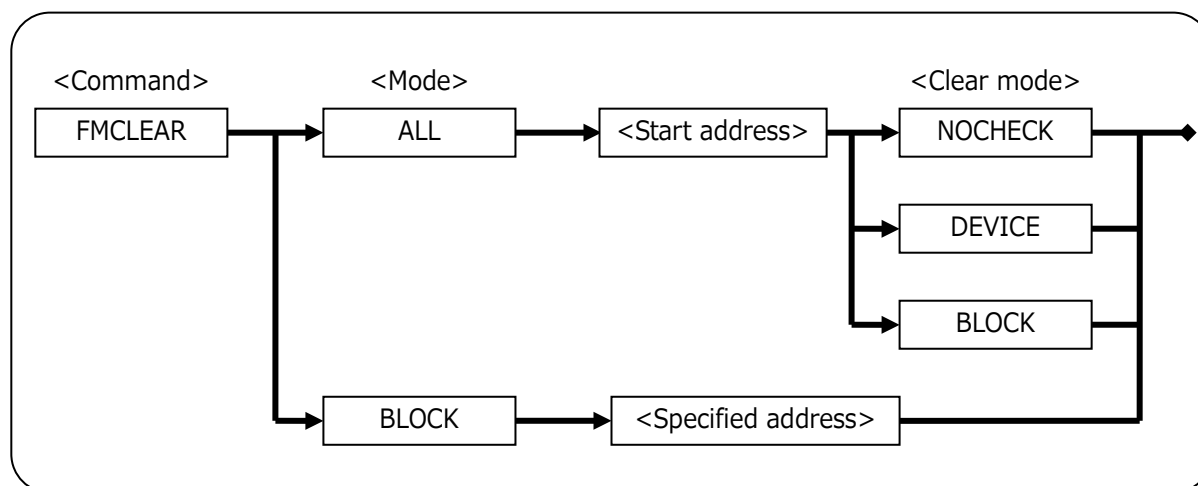 <Command> <Mode> <Clear mode>
FMCLEAR ALL <Start address> NOCHECK
DEVICE
BLOCK
BLOCK <Specified address>